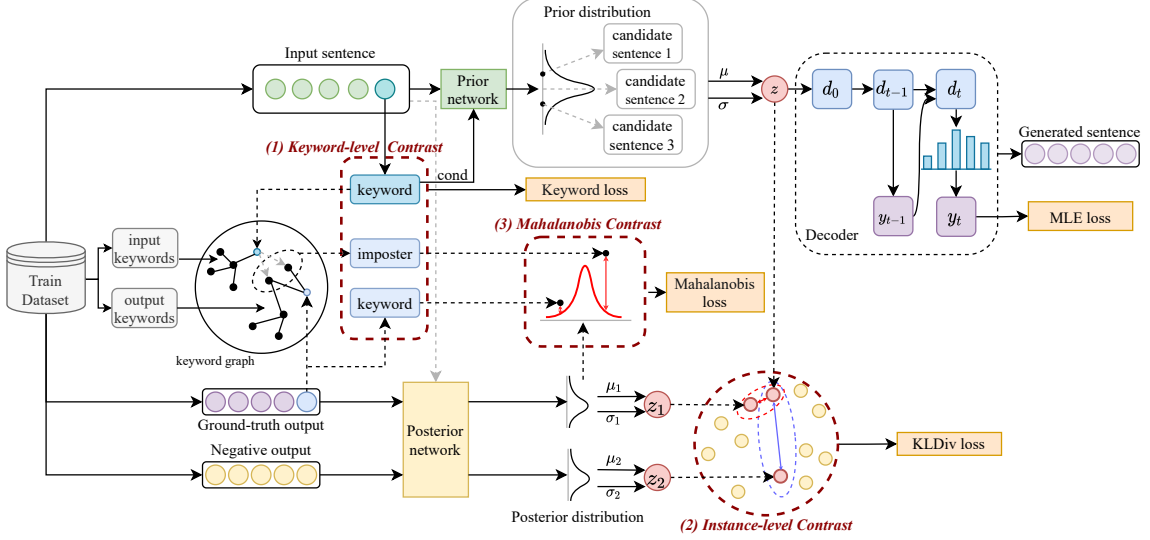 Prior distribution
Input sentence
candidate
sentence 1
candidate
sentence 2
candidate
sentence 3
Prior
network
μ
σ
z
d0
dt−1
dt
Generated sentence
(1) Keyword-level Contrast
cond
keyword
Keyword loss
yt−1
yt
MLE loss
Decoder
(3) Mahalanobis Contrast
input
keywords
imposter
Train
Dataset
output
keywords
keyword
Mahalanobis
loss
keyword graph
Ground-truth output
μ1
σ1
z1
Posterior
network
KLDiv loss
Negative output
μ2
σ2
z2
Posterior distribution
(2) Instance-level Contrast